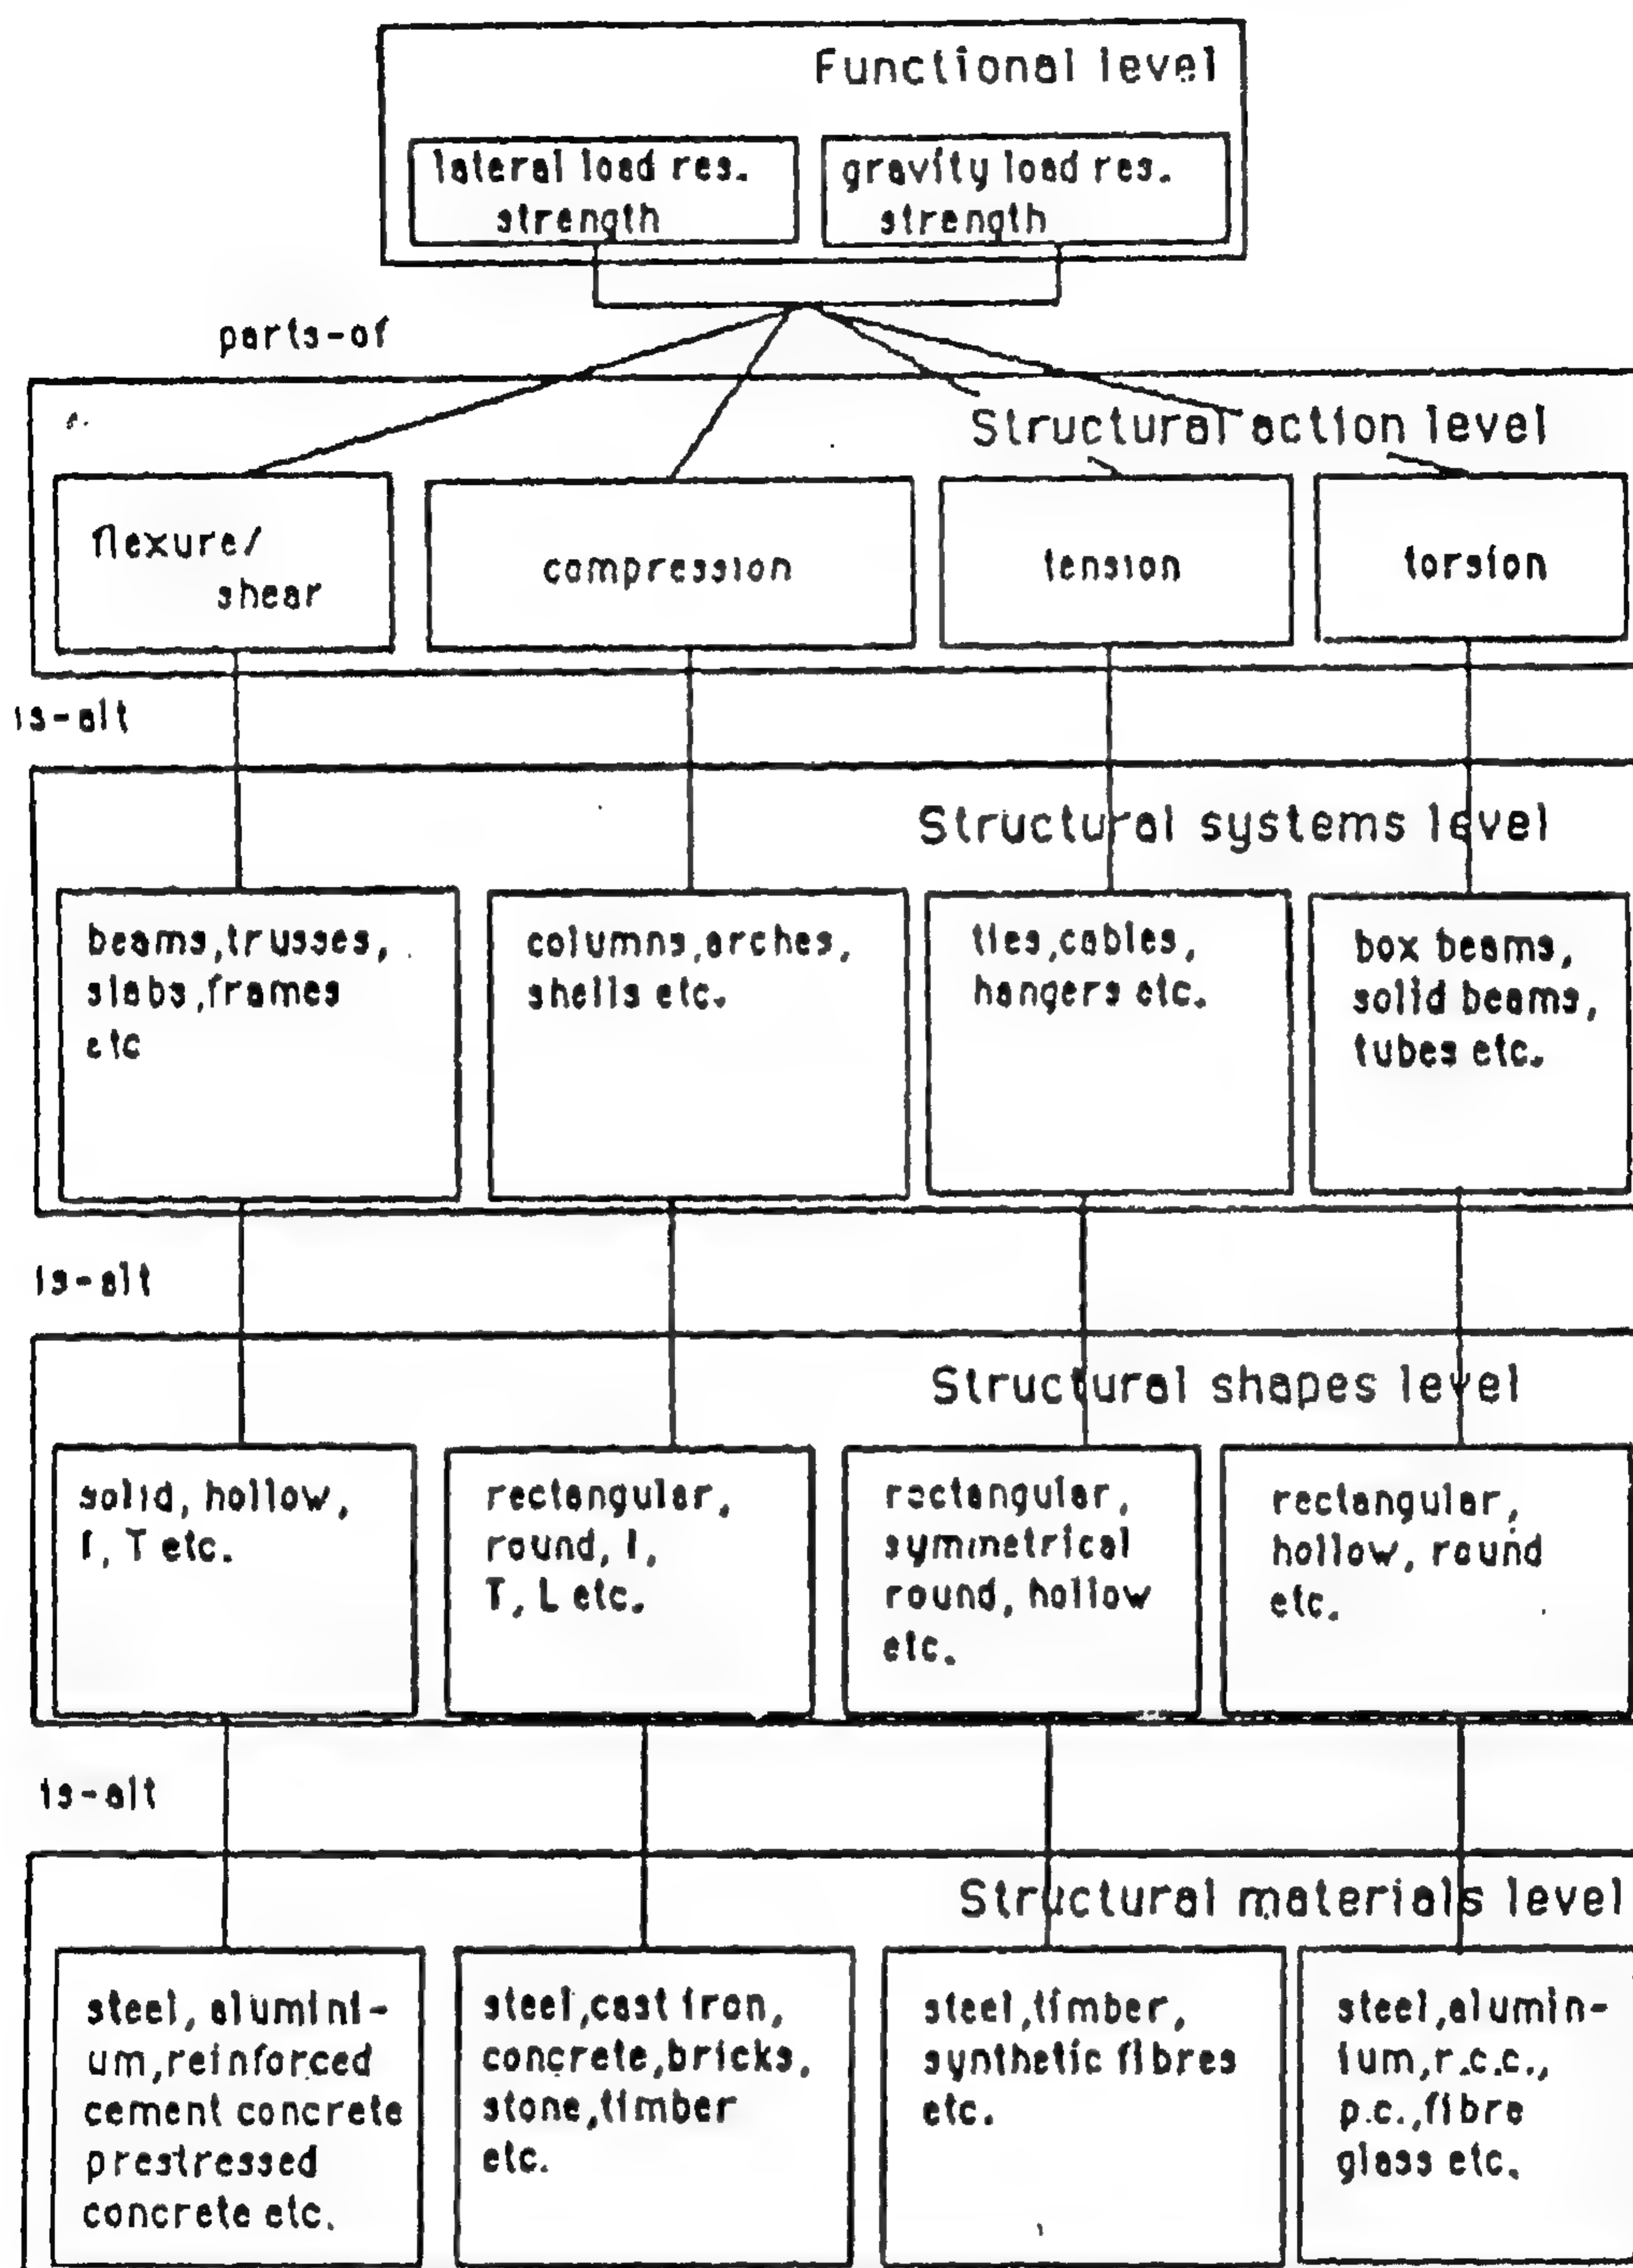 Functional level
lateral load res.
strength
gravity load res.
strength
parts-of
Structural action level
flexure/
shear
compression
tension
torsion
is-alt
Structural systems level
beams,trusses,
slabs,frames
etc
columns,arches,
shells etc.
ties,cables,
hangers etc.
box beams,
solid beams,
tubes etc.
is-alt
Structural shapes level
solid, hollow,
I, T etc.
rectangular,
round, I,
T, L etc.
rectangular,
symmetrical
round, hollow
etc.
rectangular,
hollow, round
etc.
is-alt
Structural materials level
steel, alumini-
um,reinforced
cement concrete
prestressed
concrete etc.
steel,cast iron,
concrete,bricks,
stone,timber
etc.
steel,timber,
synthetic fibres
etc.
steel,alumin-
ium,r.c.c.,
p.c.,fibre
glass etc.